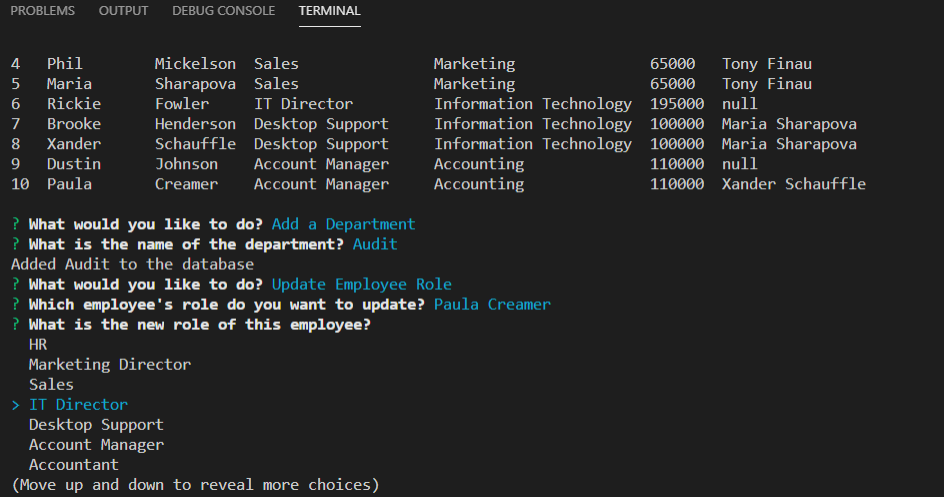 PROBLEMS OUTPUT DEBUG CONSOLE TERMINAL
4 Phil Mickelson Sales Marketing 65000 Tony Finau
5 Maria Sharapova Sales Marketing 65000 Tony Finau
6 Rickie Fowler IT Director Information Technology 195000 null
7 Brooke Henderson Desktop Support Information Technology 100000 Maria Sharapova
8 Xander Schauffle Desktop Support Information Technology 100000 Maria Sharapova
9 Dustin Johnson Account Manager Accounting 110000 null
10 Paula Creamer Account Manager Accounting 110000 Xander Schauffle
? What would you like to do? Add a Department
? What is the name of the department? Audit
Added Audit to the database
? What would you like to do? Update Employee Role
? Which employee's role do you want to update? Paula Creamer
? What is the new role of this employee?
HR
Marketing Director
Sales
> IT Director
Desktop Support
Account Manager
Accountant
(Move up and down to reveal more choices)